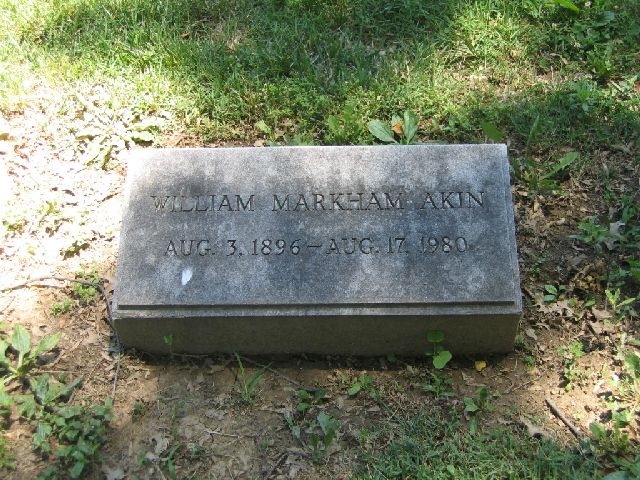 WILLIAM MARKHAM AKIN
AUG. 3, 1896 – AUG. 17, 1980